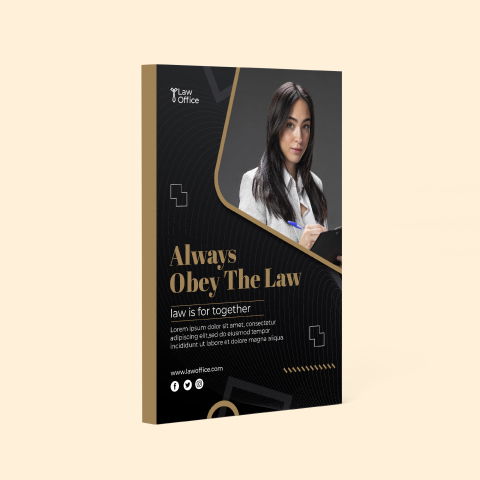 Law
Office
Always
Obey The Law
law is for together
Lorem ipsum dolor sit amet, consectetur
adipiscing elit,sed do eiusmod tempor
incididunt ut labore et dolore magna aliqua.
www.lawoffice.com